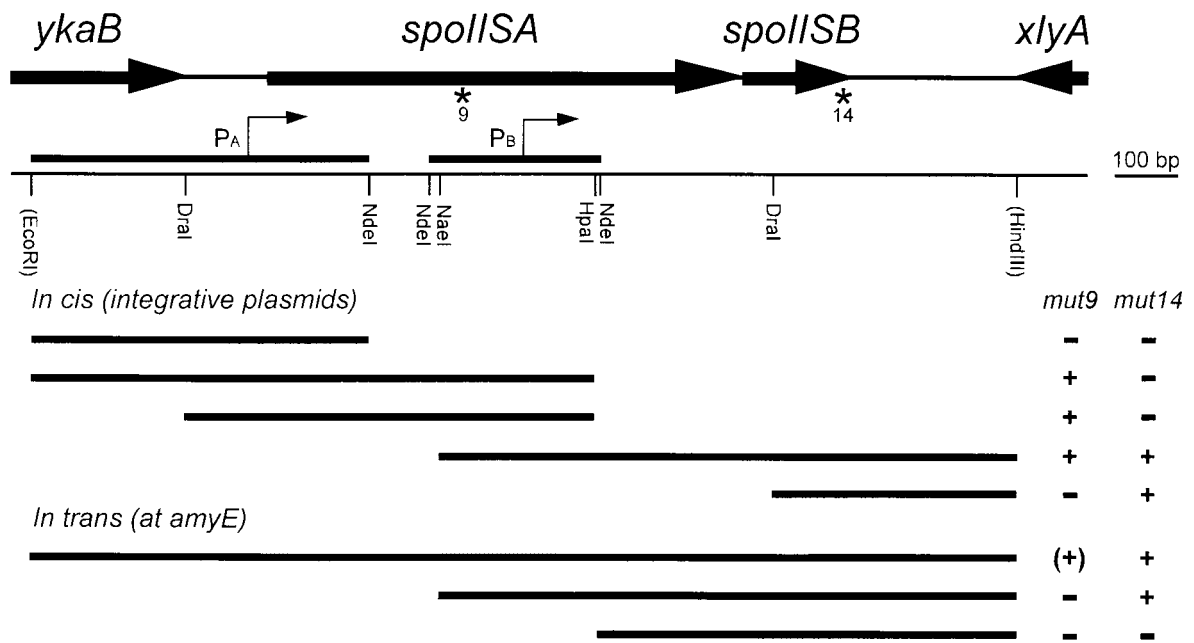 ykaB spoIISA spoIISB xlyA
* *
9 14
PA PB
100 bp
(EcoRI) DraI NdeI NdeI NaeI HpaI NdeI DraI (HindIII)
In cis (integrative plasmids) mut9 mut14
- -
+ -
+ -
+ +
- +
In trans (at amyE)
(+) +
- +
- -